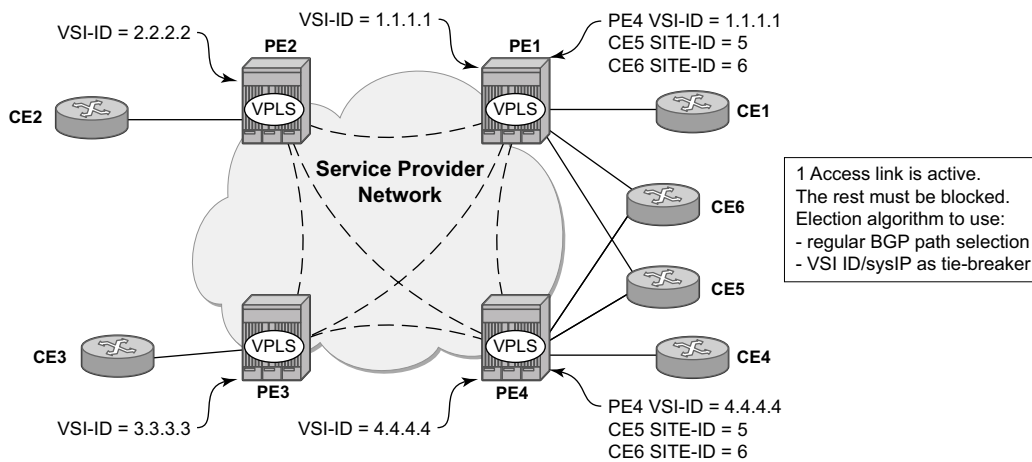 VSI-ID = 2.2.2.2
VSI-ID = 1.1.1.1
PE4 VSI-ID = 1.1.1.1
CE5 SITE-ID = 5
CE6 SITE-ID = 6
PE2
PE1
VPLS
VPLS
CE2
CE1
Service Provider
Network
CE6
1 Access link is active.
The rest must be blocked.
Election algorithm to use:
- regular BGP path selection
- VSI ID/sysIP as tie-breaker
CE5
VPLS
VPLS
CE3
CE4
PE3
PE4
VSI-ID = 3.3.3.3
VSI-ID = 4.4.4.4
PE4 VSI-ID = 4.4.4.4
CE5 SITE-ID = 5
CE6 SITE-ID = 6